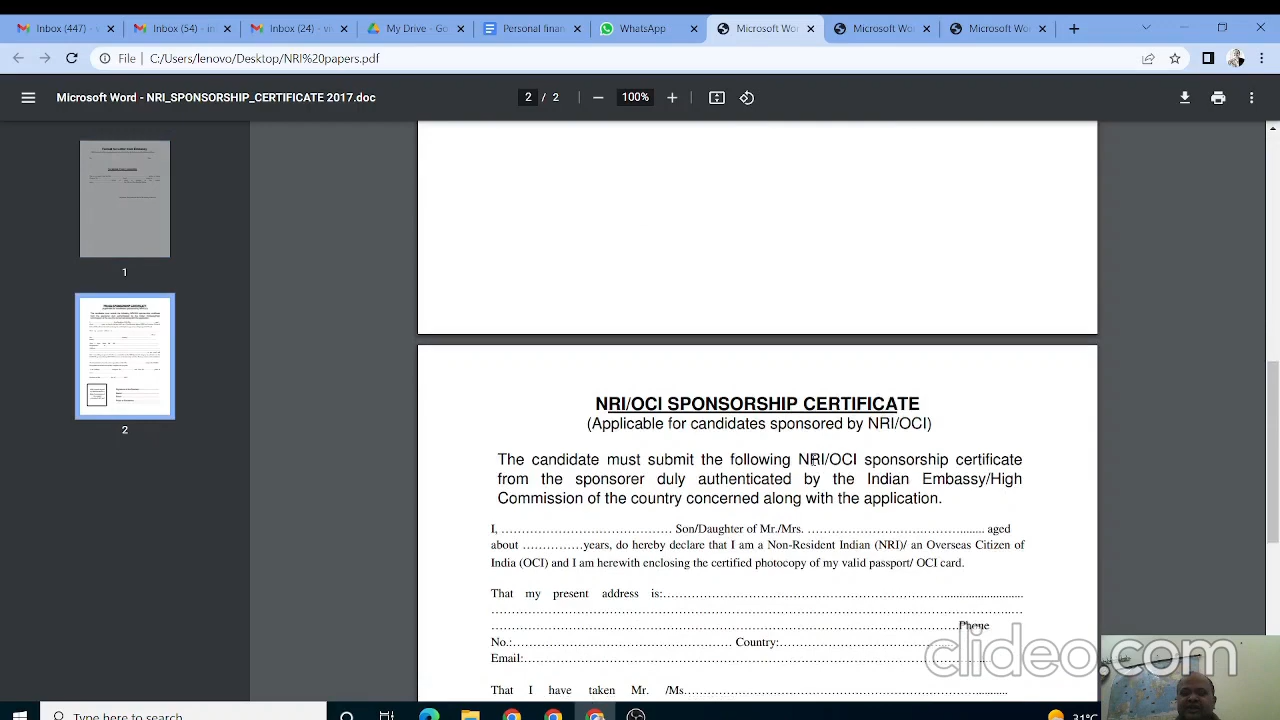 Inbox (447) - v
Inbox (54) - in
Inbox (24) - vn
My Drive - Go
Personal finan
WhatsApp
Microsoft Wor
Microsoft Wor
Microsoft Wor
File | C:/Users/lenovo/Desktop/NRI%20papers.pdf
Microsoft Word - NRI_SPONSORSHIP_CERTIFICATE 2017.doc
2 / 2
100%
1
2
NRI/OCI SPONSORSHIP CERTIFICATE
(Applicable for candidates sponsored by NRI/OCI)
The candidate must submit the following NRI/OCI sponsorship certificate
from the sponsorer duly authenticated by the Indian Embassy/High
Commission of the country concerned along with the application.
I, …………………………………. Son/Daughter of Mr./Mrs. ………………………………........ aged
about ……………years, do hereby declare that I am a Non-Resident Indian (NRI)/ an Overseas Citizen of
India (OCI) and I am herewith enclosing the certified photocopy of my valid passport/ OCI card.
That my present address is:…………………………………………………………..........................
…………………………………………………………………………………………………………
………………………………………………………………………………………………… Phone
No.:……………………………………………. Country:…………………………………
Email:…………………………………………………………………………………………
That I have taken Mr. /Ms……………………………………………………………..........
clideo.com
Type here to search
31°C